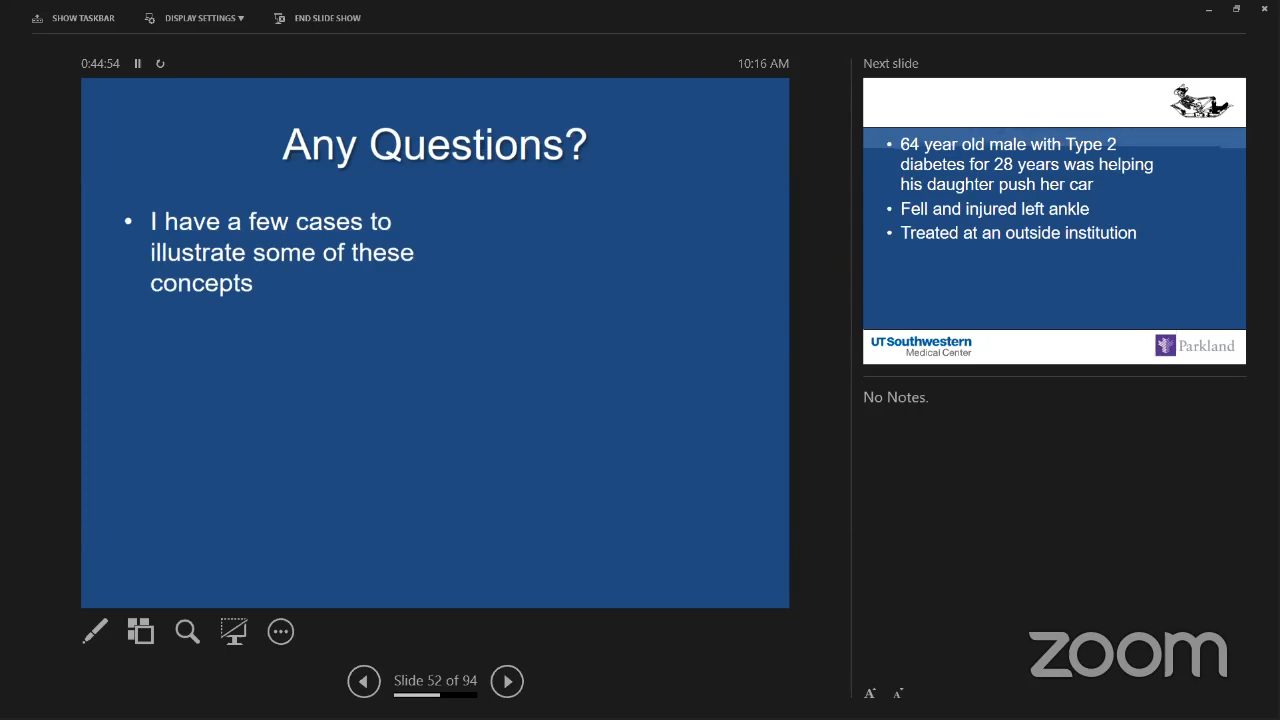 SHOW TASKBAR
DISPLAY SETTINGS ▼
END SLIDE SHOW
0:44:54
10:16 AM
Any Questions?
• I have a few cases to
illustrate some of these
concepts
Slide 52 of 94
Next slide
• 64 year old male with Type 2
diabetes for 28 years was helping
his daughter push her car
• Fell and injured left ankle
• Treated at an outside institution
UTSouthwestern
Medical Center
Parkland
No Notes.
A A
zoom